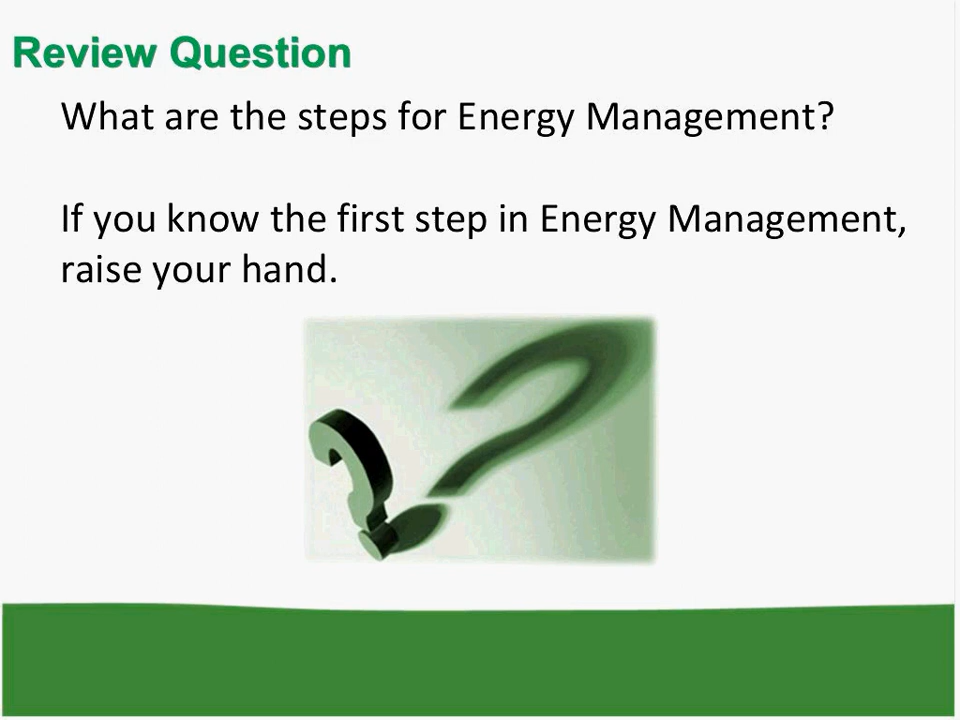 Review Question
What are the steps for Energy Management?
If you know the first step in Energy Management,
raise your hand.